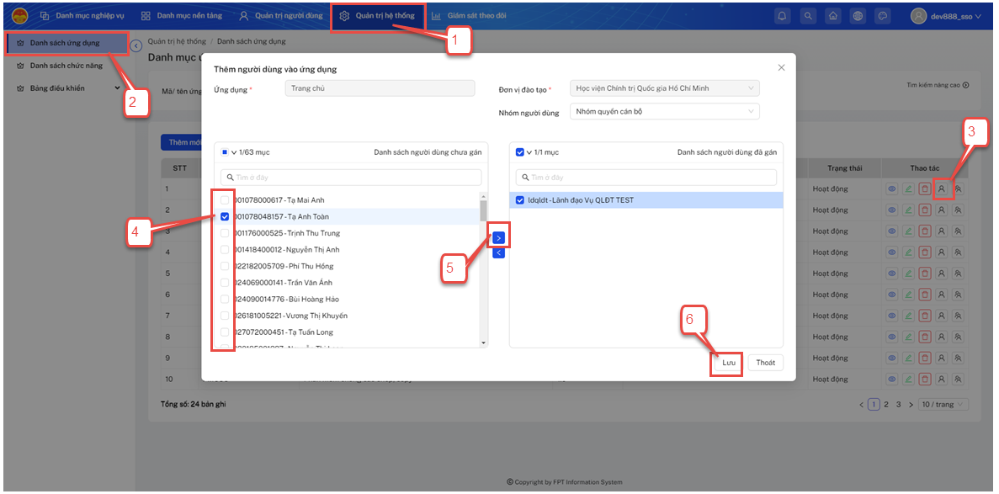 Danh mục nghiệp vụ
Danh mục nền tảng
Quản trị người dùng
Quản trị hệ thống
Giám sát theo dõi
dev888_sso
1
Danh sách ứng dụng
Danh sách chức năng
Bảng điều khiển
2
Quản trị hệ thống / Danh sách ứng dụng
Danh mục
Mã/ tên ứng
Tìm kiếm nâng cao
Thêm mới
Thêm người dùng vào ứng dụng
Ứng dụng *
Trang chủ
Đơn vị đào tạo *
Học viện Chính trị Quốc gia Hồ Chí Minh
Nhóm người dùng
Nhóm quyền cán bộ
1/63 mục
Danh sách người dùng chưa gán
Tìm ở đây
001078000617 - Tạ Mai Anh
001078048157 - Tạ Anh Toàn
001176000525 - Trịnh Thu Trung
001418400012 - Nguyễn Thị Anh
022182005709 - Phí Thu Hồng
024069000141 - Trần Văn Ánh
024090014776 - Bùi Hoàng Hảo
026181005221 - Vương Thị Khuyến
027072000451 - Tạ Tuấn Long
4
5
1/1 mục
Danh sách người dùng đã gán
Tìm ở đây
ldqldt - Lãnh đạo Vụ QLĐT TEST
6
Lưu
Thoát
3
STT
Trạng thái
Thao tác
1
Hoạt động
2
Hoạt động
3
Hoạt động
4
Hoạt động
5
Hoạt động
6
Hoạt động
7
Hoạt động
8
Hoạt động
9
Hoạt động
10
Hoạt động
Tổng số: 24 bản ghi
< 1 2 3 > 10 / trang
© Copyright by FPT Information System